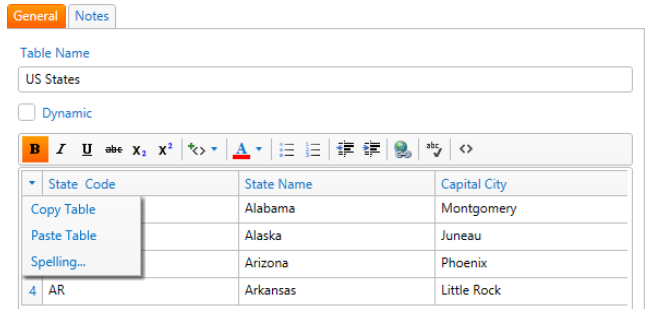 General Notes
Table Name
US States
Dynamic
B I U abc X₂ X² <> A abc <>
State Code State Name Capital City
Copy Table Alabama Montgomery
Paste Table Alaska Juneau
Spelling... Arizona Phoenix
4 AR Arkansas Little Rock